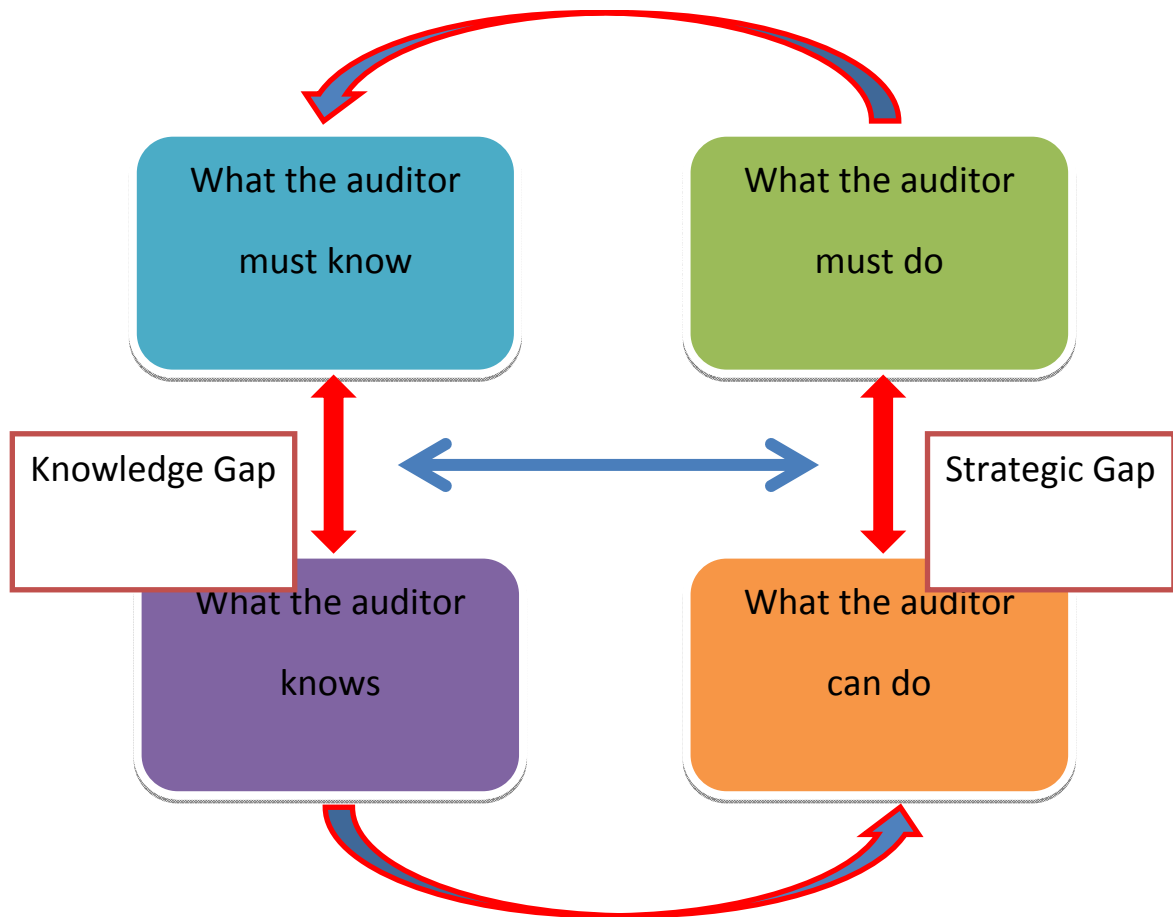 What the auditor
must know
What the auditor
must do
Knowledge Gap
Strategic Gap
What the auditor
knows
What the auditor
can do